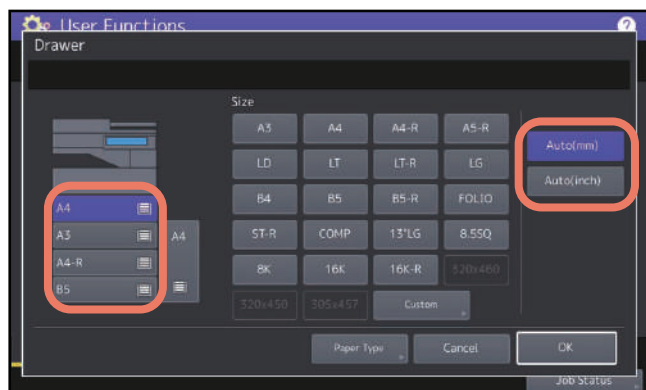 User Functions
?
Drawer
Size
A3 A4 A4-R A5-R
LD LT LT-R LG
B4 B5 B5-R FOLIO
ST-R COMP 13"LG 8.5SQ
8K 16K 16K-R 320x460
320x450 305x457 Custom
Auto(mm)
Auto(inch)
A4
A3
A4-R
B5
A4
Paper Type Cancel OK
Job Status